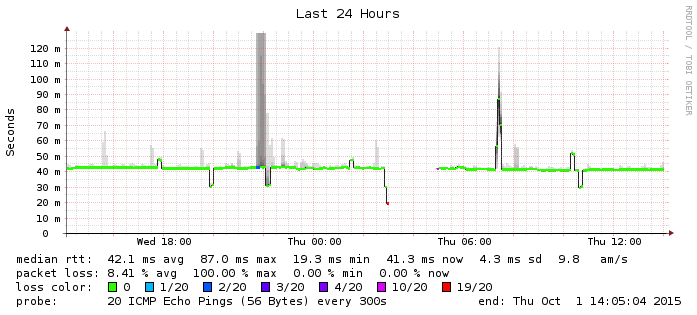 Last 24 Hours
RRDTOOL / TOBI OETIKER
Seconds
120 m
110 m
100 m
90 m
80 m
70 m
60 m
50 m
40 m
30 m
20 m
10 m
0
Wed 18:00 Thu 00:00 Thu 06:00 Thu 12:00
median rtt: 42.1 ms avg 87.0 ms max 19.3 ms min 41.3 ms now 4.3 ms sd 9.8 am/s
packet loss: 8.41 % avg 100.00 % max 0.00 % min 0.00 % now
loss color: 0 1/20 2/20 3/20 4/20 10/20 19/20
probe: 20 ICMP Echo Pings (56 Bytes) every 300s end: Thu Oct 1 14:05:04 2015